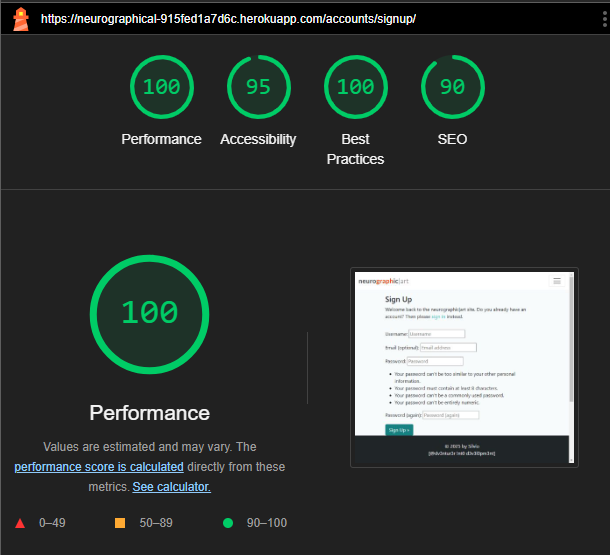 https://neurographical-915fed1a7d6c.herokuapp.com/accounts/signup/
100
95
100
90
Performance
Accessibility
Best
Practices
SEO
100
Performance
Values are estimated and may vary. The
performance score is calculated directly from these
metrics. See calculator.
0–49
50–89
90–100
neurographic|art
Sign Up
Welcome back to the neurographic|art site. Do you already have an
account? Then please sign in instead.
Username: Username
Email (optional): Email address
Password: Password
Your password can't be too similar to your other personal
information.
Your password must contain at least 8 characters.
Your password can't be a commonly used password.
Your password can't be entirely numeric.
Password (again): Password (again)
Sign Up »